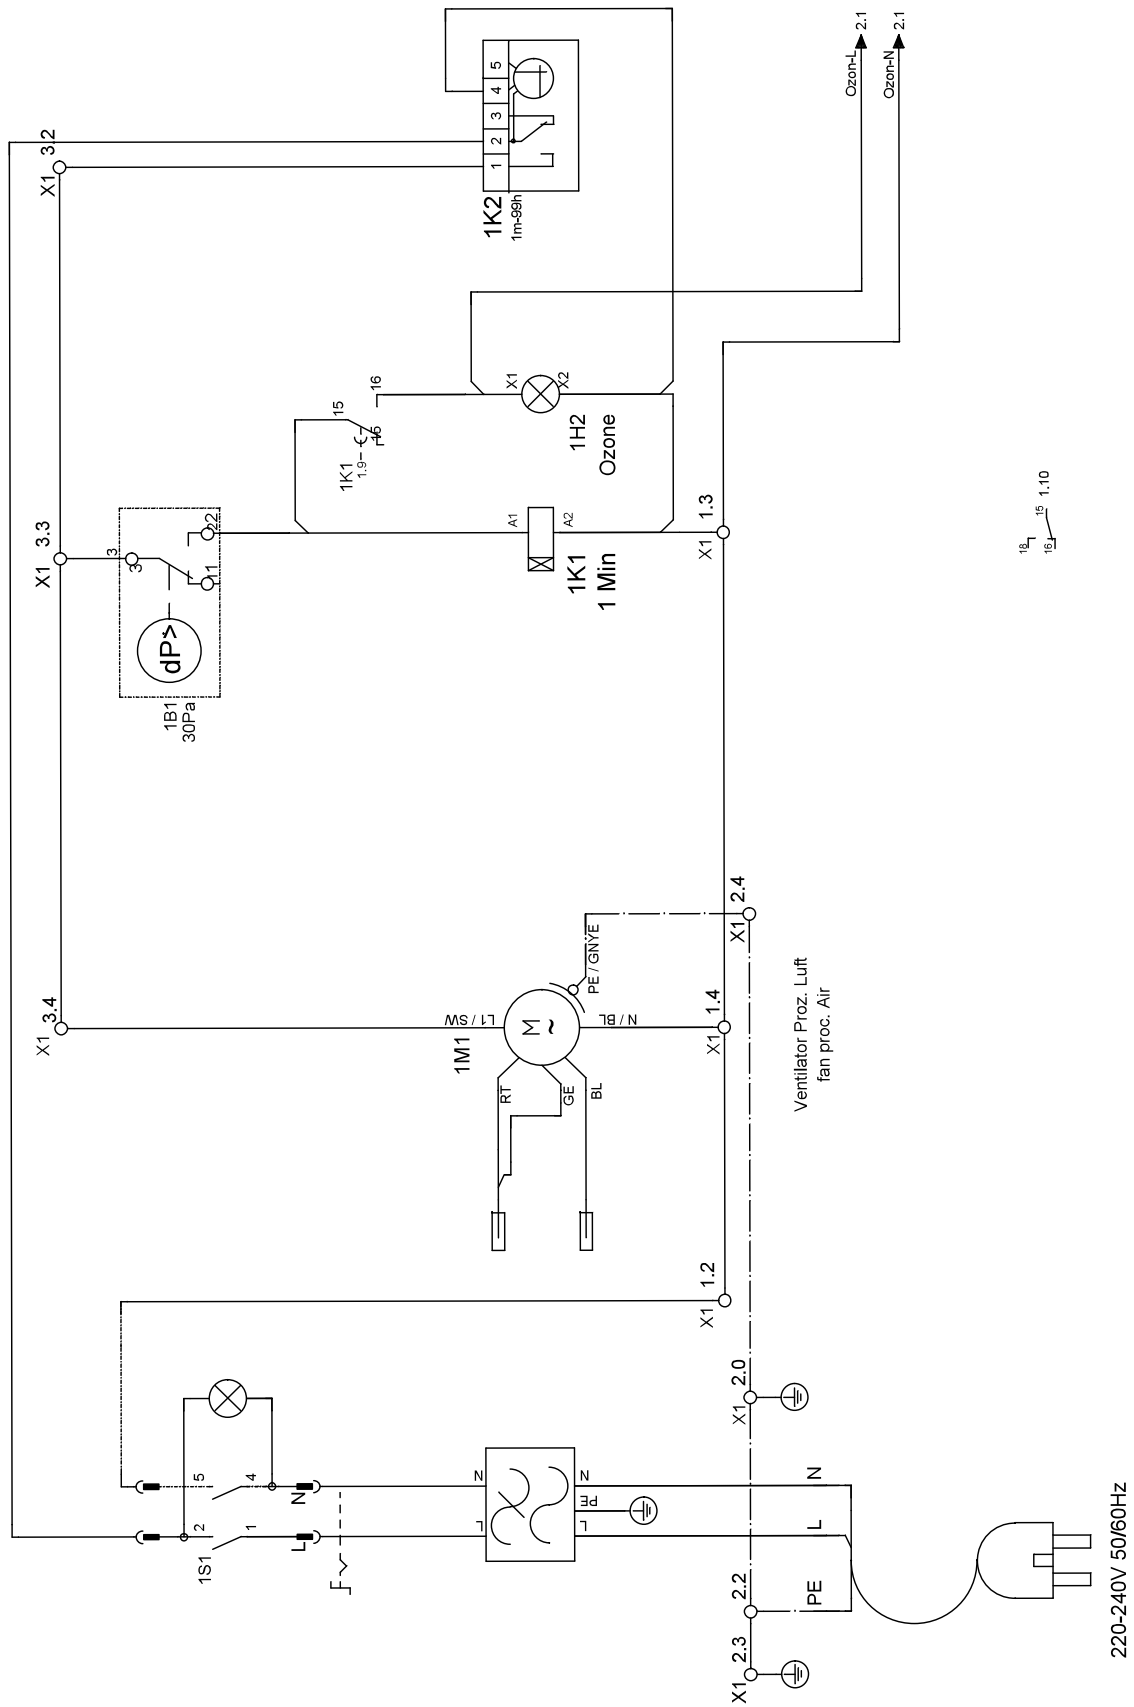 Ozon-L
2.1
Ozon-N
2.1
5
4
3
2
1
1K2
1m-99h
X1
3.2
X1
3.3
3
3
22
11
dP>
1B1
30Pa
15
16
16
1K1
1.9
X1
X2
1H2
Ozone
A1
A2
1K1
1 Min
X1
1.3
18
16
15
1.10
X1
3.4
L1 / SW
1M1
M
~
N / BL
PE / GNYE
RT
GE
BL
X1
1.4
X1
2.4
Ventilator Proz. Luft
fan proc. Air
X1
1.2
X1
2.0
5
4
2
1
1S1
N
L
N
L
N
PE
L
N
L
PE
2.2
X1
2.3
220-240V 50/60Hz